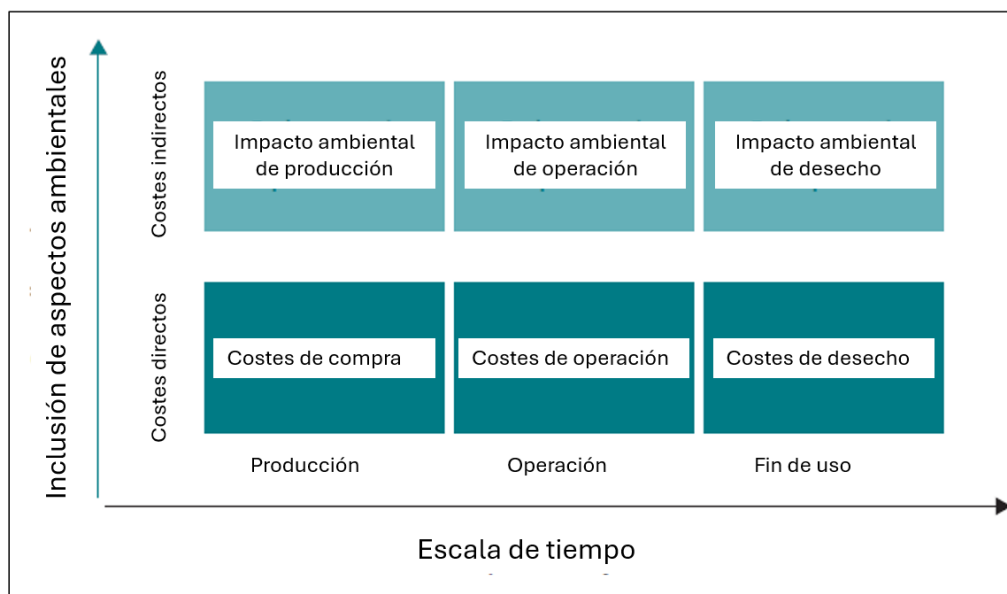 Inclusión de aspectos ambientales
Costes indirectos
Impacto ambiental
de producción
Impacto ambiental
de operación
Impacto ambiental
de desecho
Costes directos
Costes de compra
Costes de operación
Costes de desecho
Producción
Operación
Fin de uso
Escala de tiempo